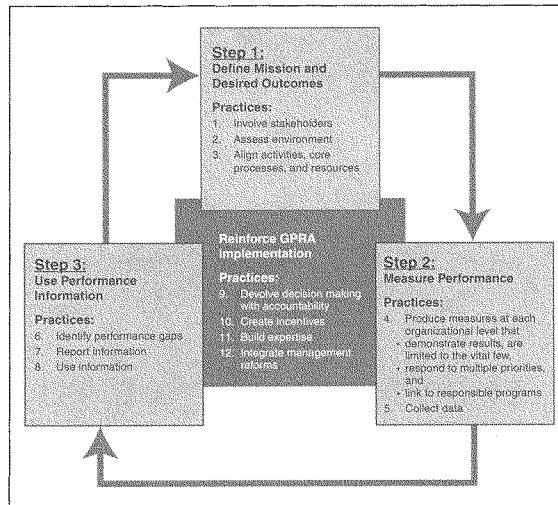 Step 1:
Define Mission and
Desired Outcomes
Practices:
1. Involve stakeholders
2. Assess environment
3. Align activities, core
processes, and resources
Reinforce GPRA
implementation
Practices:
9. Devolve decision making
with accountability
10. Create incentives
11. Build expertise
12. Integrate management
reforms
Step 2:
Measure Performance
Practices:
4. Produce measures at each
organizational level that
• demonstrate results, are
limited to the vital few,
• respond to multiple priorities,
and
• link to responsible programs
5. Collect data
Step 3:
Use Performance
Information
Practices:
6. Identify performance gaps
7. Report information
8. Use information